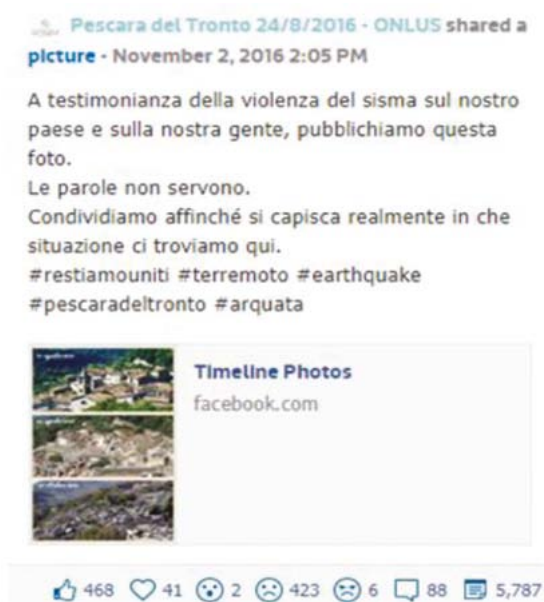 Pescara del Tronto 24/8/2016 - ONLUS shared a
picture - November 2, 2016 2:05 PM
A testimonianza della violenza del sisma sul nostro
paese e sulla nostra gente, pubblichiamo questa
foto.
Le parole non servono.
Condividiamo affinché si capisca realmente in che
situazione ci troviamo qui.
#restiamouniti #terremoto #earthquake
#pescaradeltronto #arquata
Timeline Photos
facebook.com
468 41 2 423 6 88 5,787